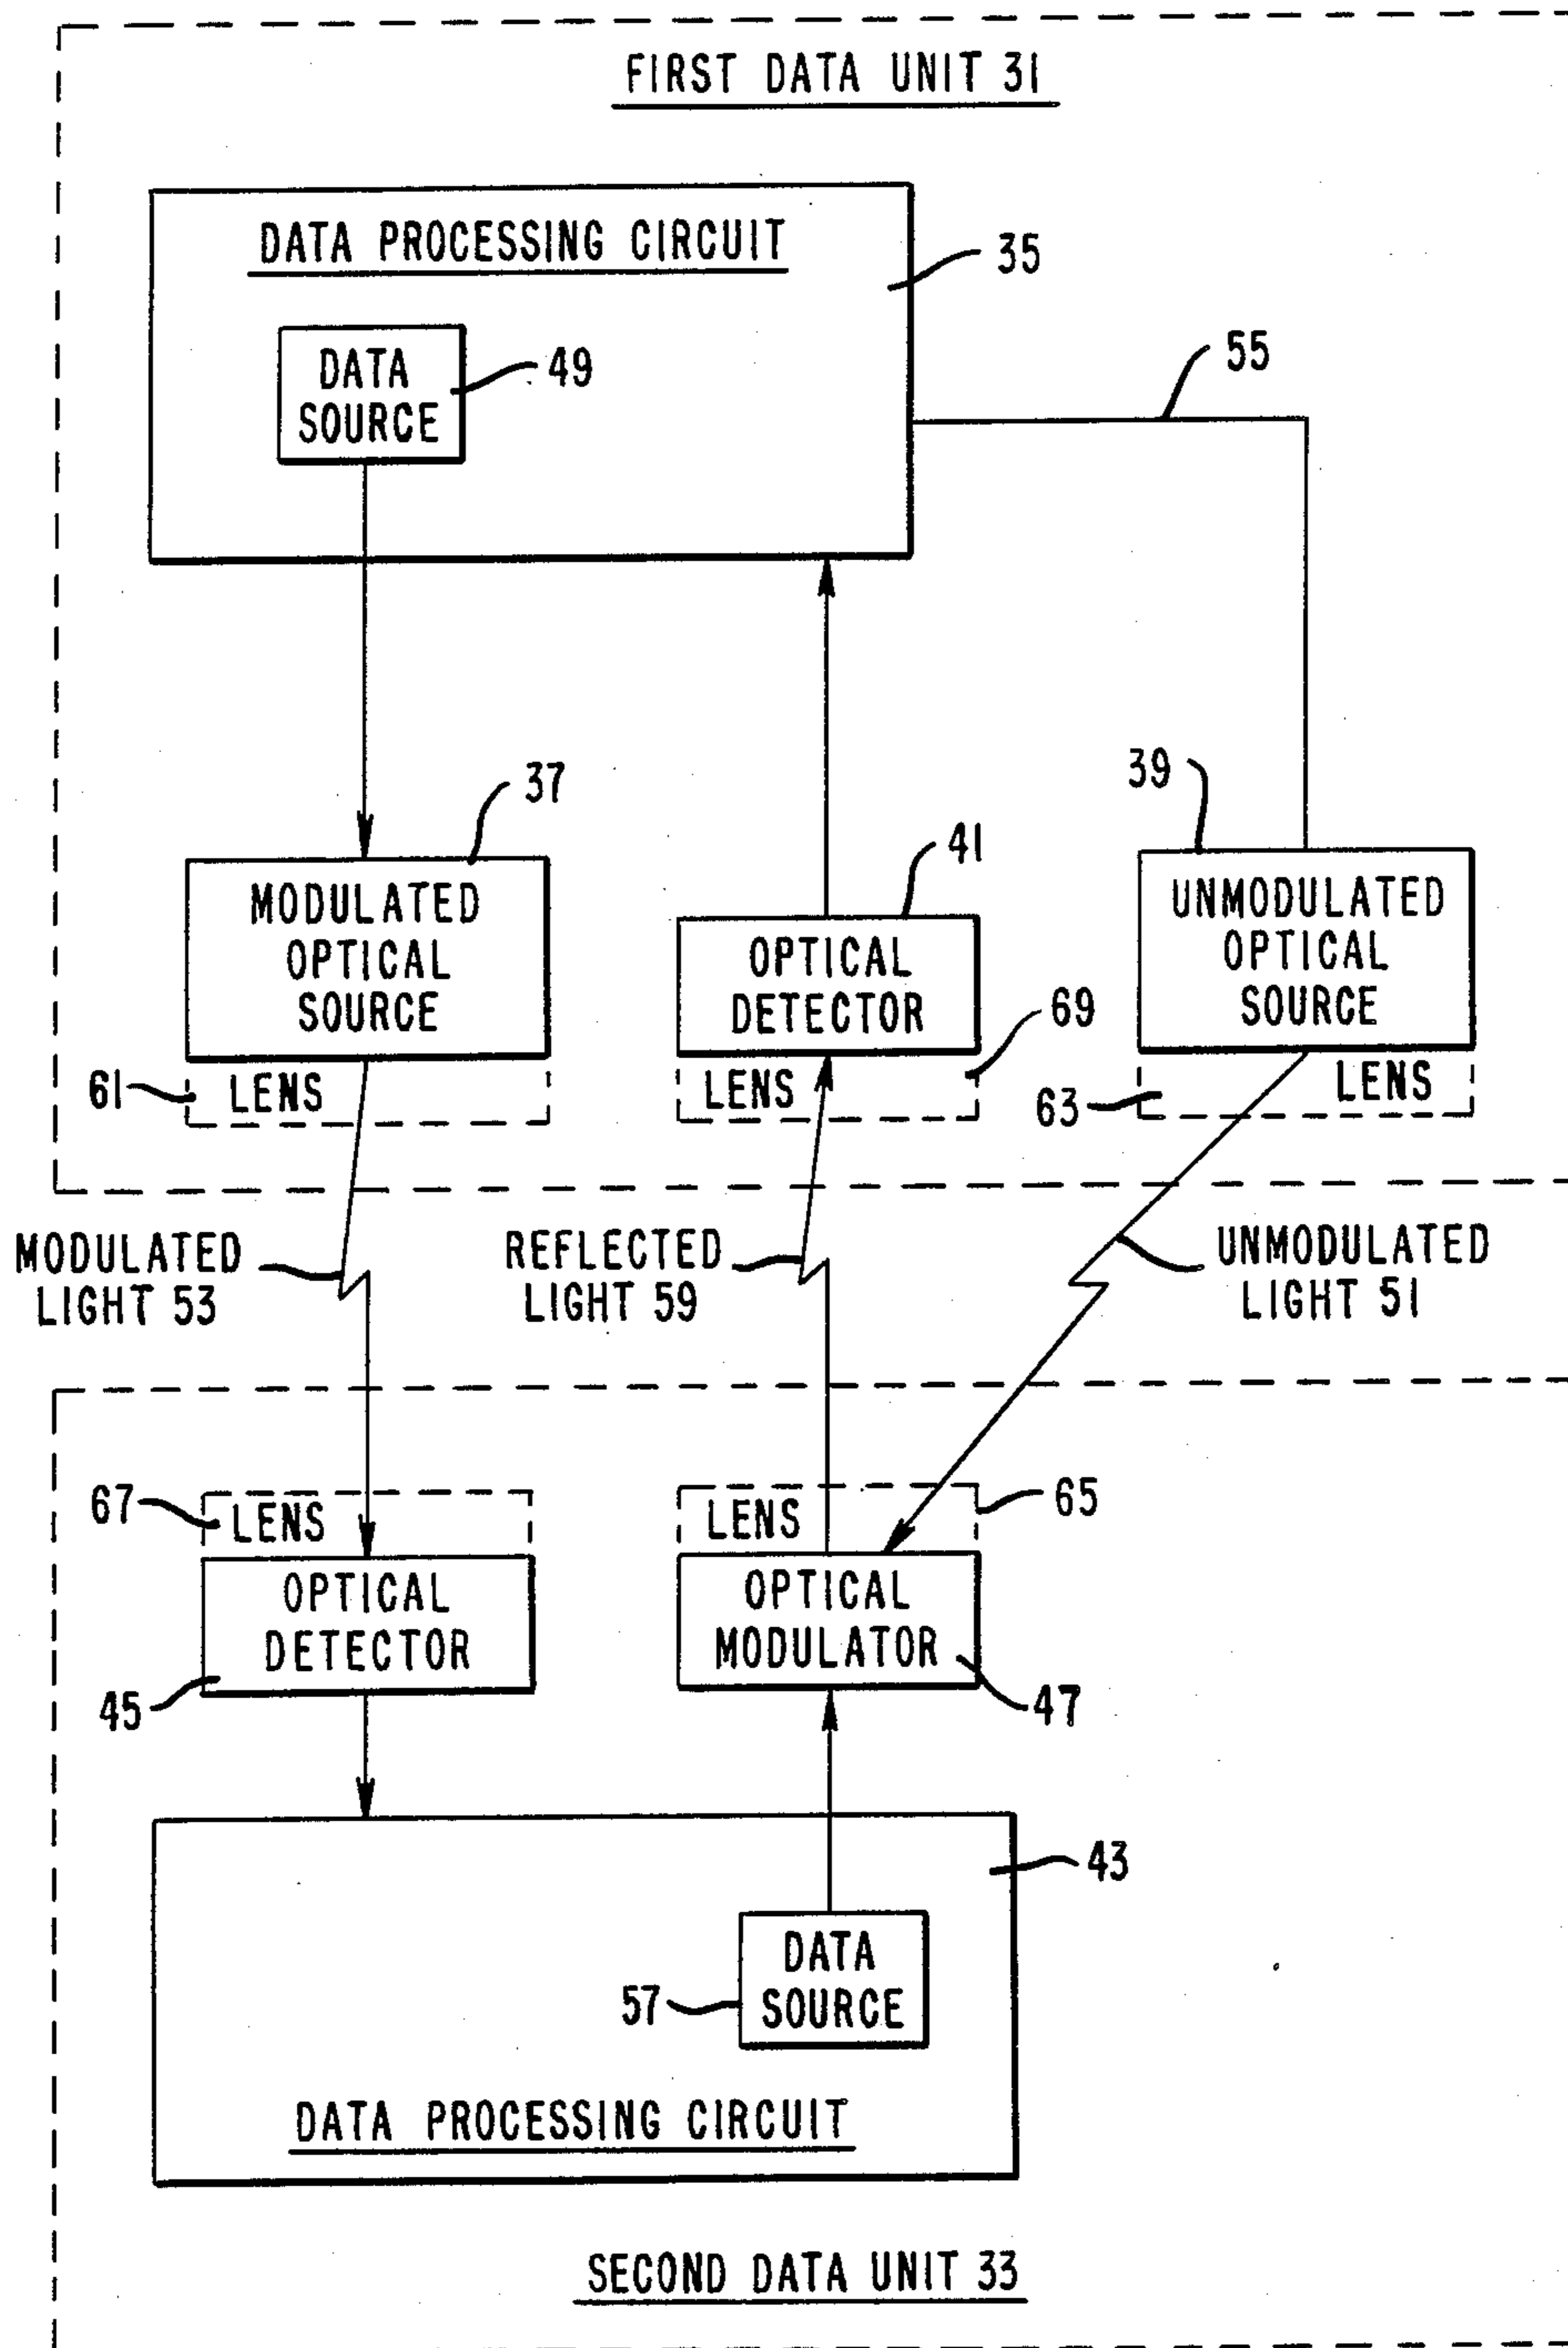 FIRST DATA UNIT 31
DATA PROCESSING CIRCUIT
35
DATA
SOURCE
49
55
37
MODULATED
OPTICAL
SOURCE
41
OPTICAL
DETECTOR
39
UNMODULATED
OPTICAL
SOURCE
61
LENS
LENS
69
63
LENS
MODULATED
LIGHT 53
REFLECTED
LIGHT 59
UNMODULATED
LIGHT 51
67
LENS
LENS
65
OPTICAL
DETECTOR
45
OPTICAL
MODULATOR
47
43
DATA
SOURCE
57
DATA PROCESSING CIRCUIT
SECOND DATA UNIT 33